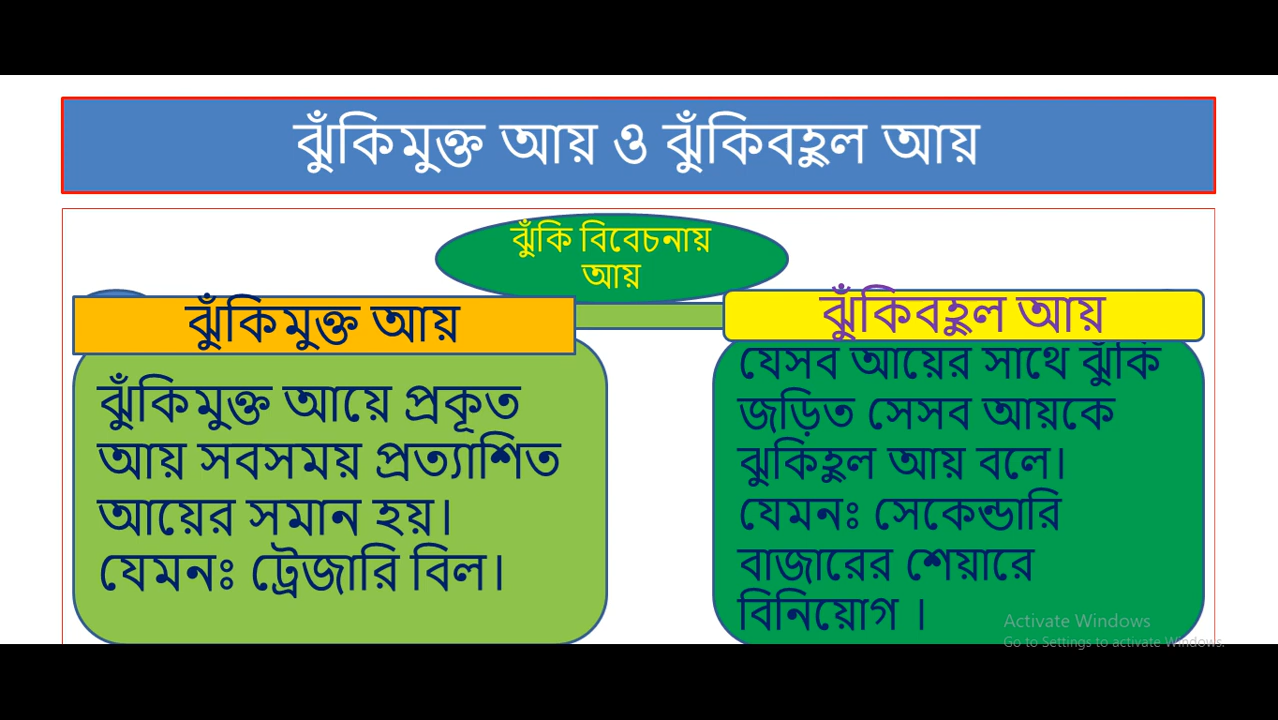 ঝুঁকিমুক্ত আয় ও ঝুঁকিবহুল আয়
ঝুঁকি বিবেচনায়
আয়
ঝুঁকিমুক্ত আয়
ঝুঁকিমুক্ত আয়ে প্রকৃত
আয় সবসময় প্রত্যাশিত
আয়ের সমান হয়।
যেমনঃ ট্রেজারি বিল।
ঝুঁকিবহুল আয়
যেসব আয়ের সাথে ঝুঁকি
জড়িত সেসব আয়কে
ঝুকিহুল আয় বলে।
যেমনঃ সেকেন্ডারি
বাজারের শেয়ারে
বিনিয়োগ ।
Activate Windows
Go to Settings to activate Windows.